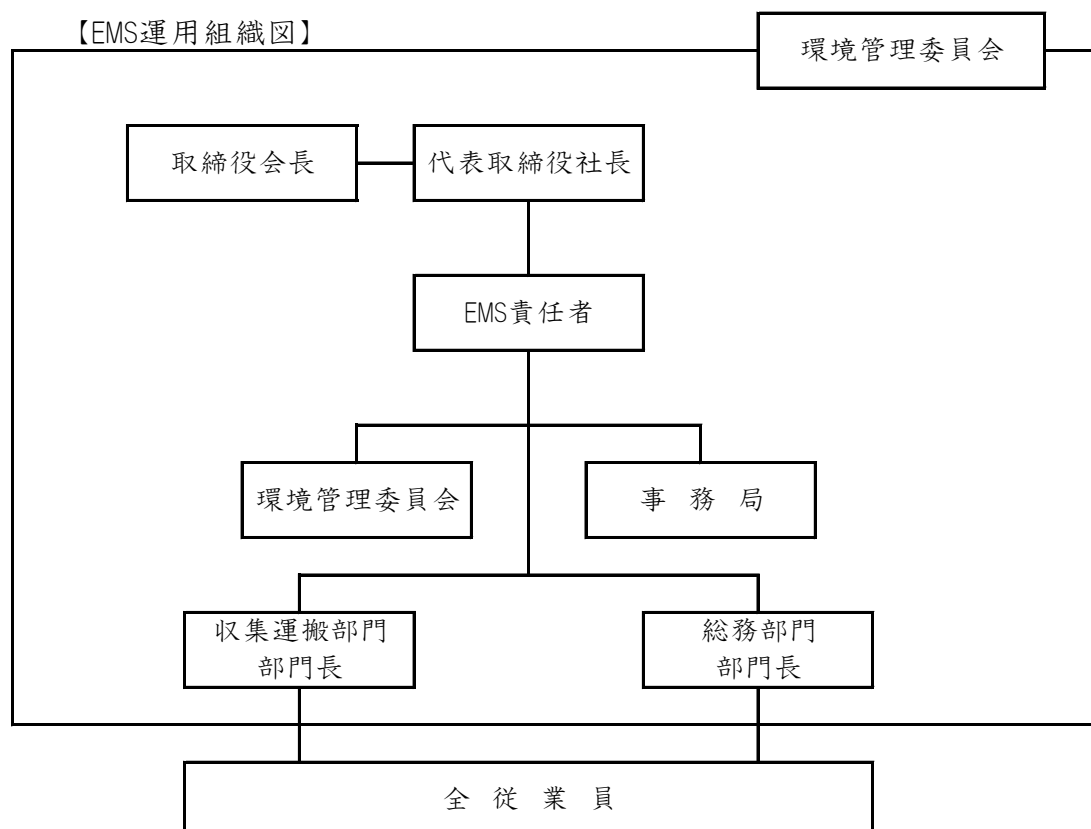 【EMS運用組織図】
環境管理委員会
取締役会長
代表取締役社長
EMS責任者
環境管理委員会
事 務 局
収集運搬部門
部門長
総務部門
部門長
全 従 業 員